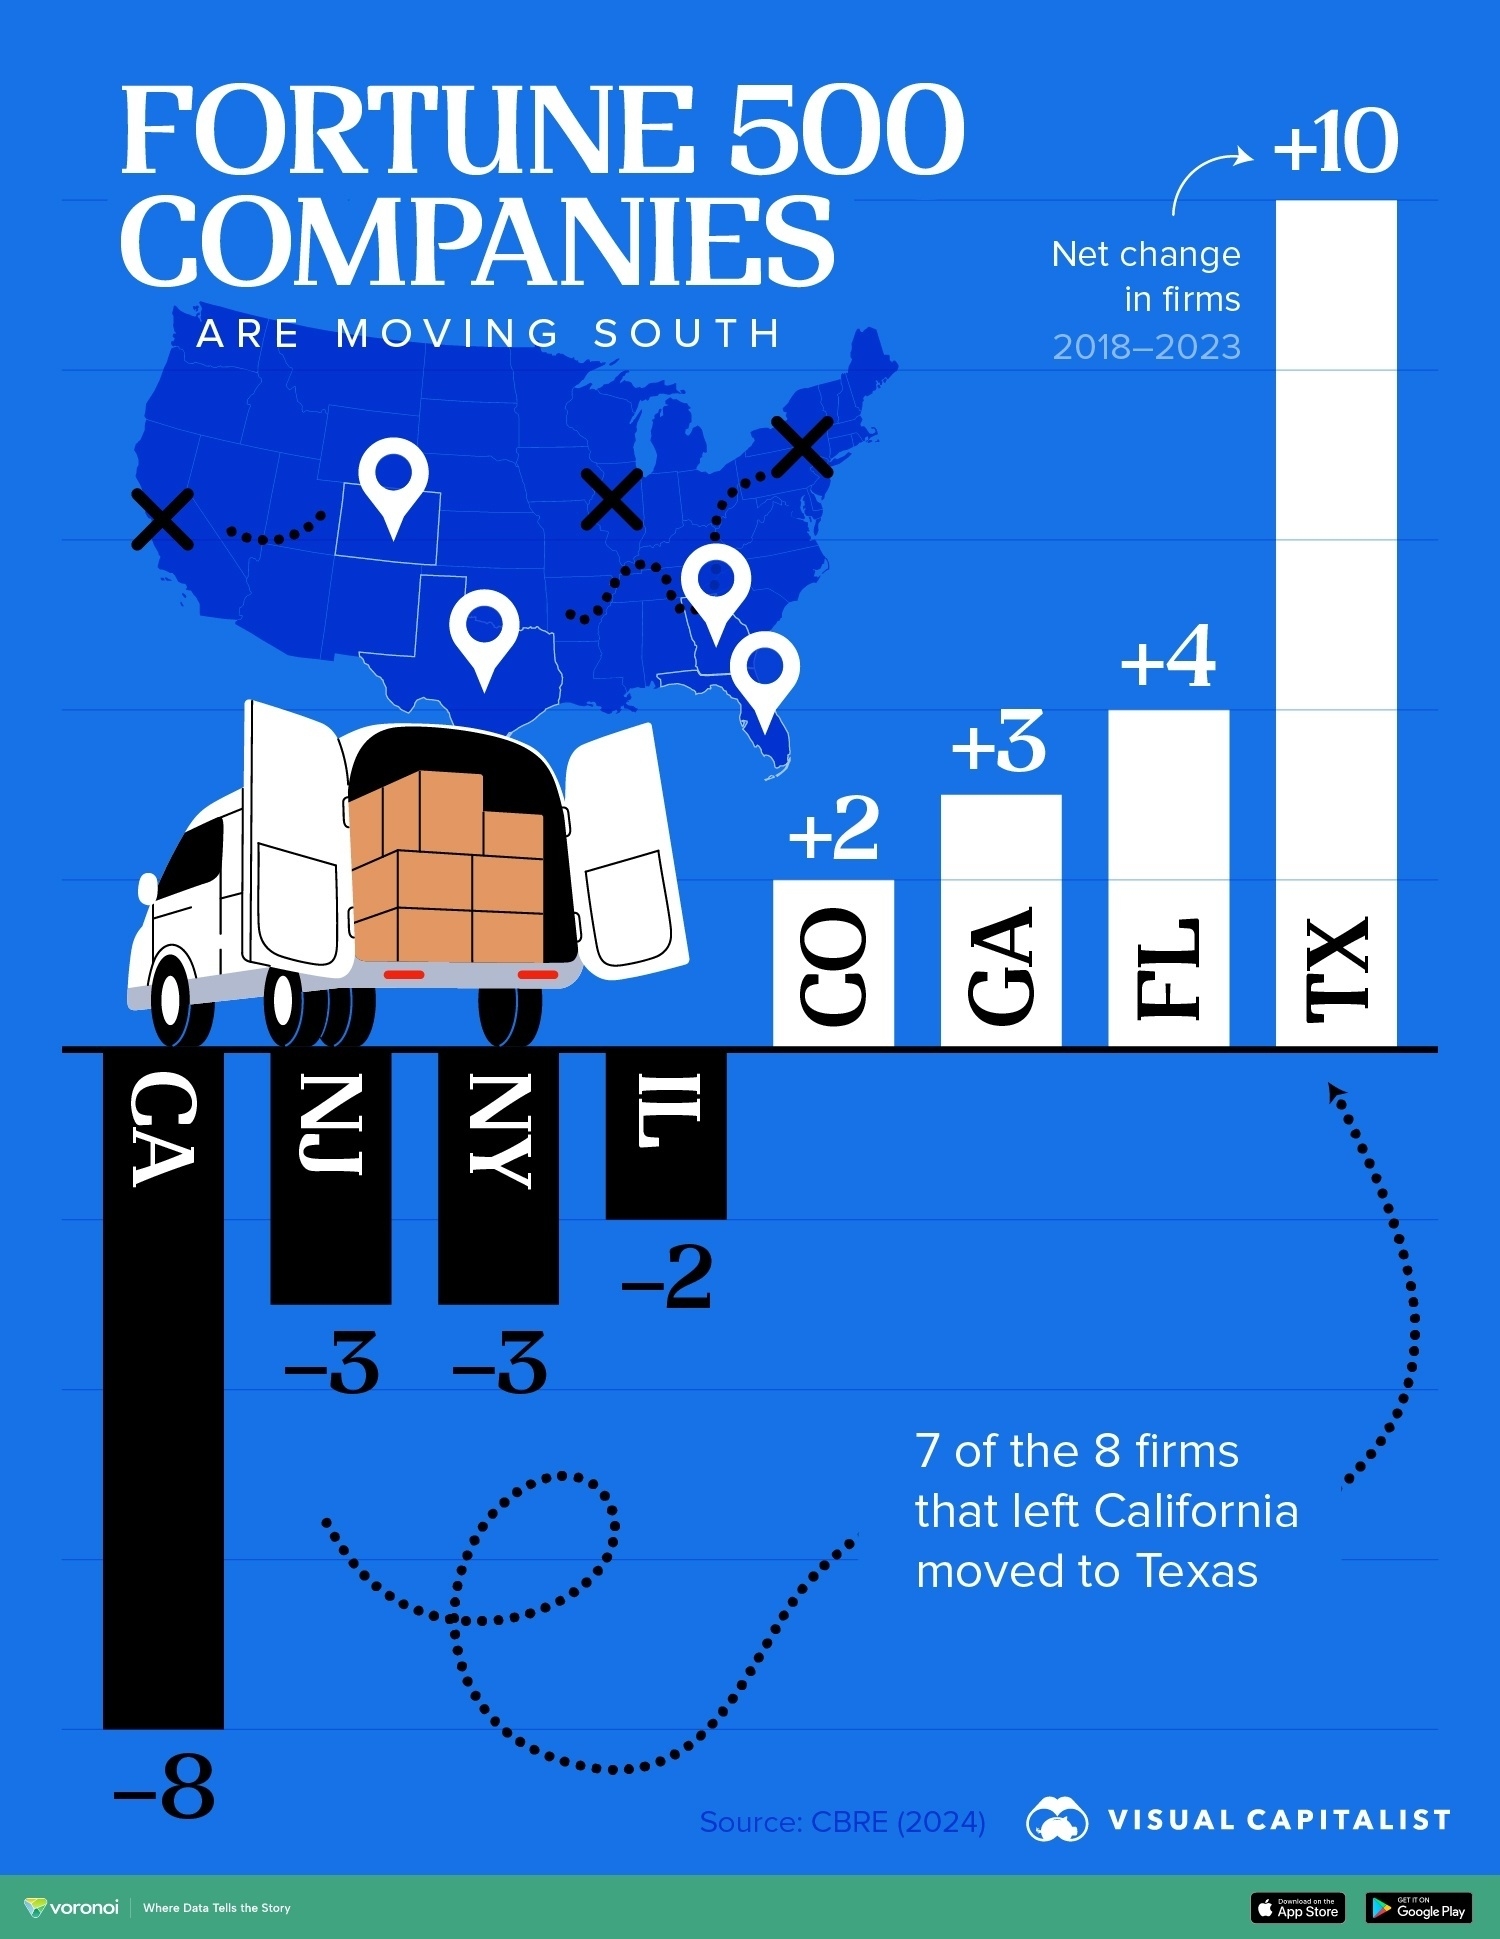 FORTUNE 500
COMPANIES
ARE MOVING SOUTH
+10
Net change
in firms
2018–2023
+4
+3
+2
CO
GA
FL
TX
CA
NJ
NY
IL
–2
–3
–3
7 of the 8 firms
that left California
moved to Texas
–8
Source: CBRE (2024)
VISUAL CAPITALIST
voronoi
Where Data Tells the Story
Download on the
App Store
GET IT ON
Google Play